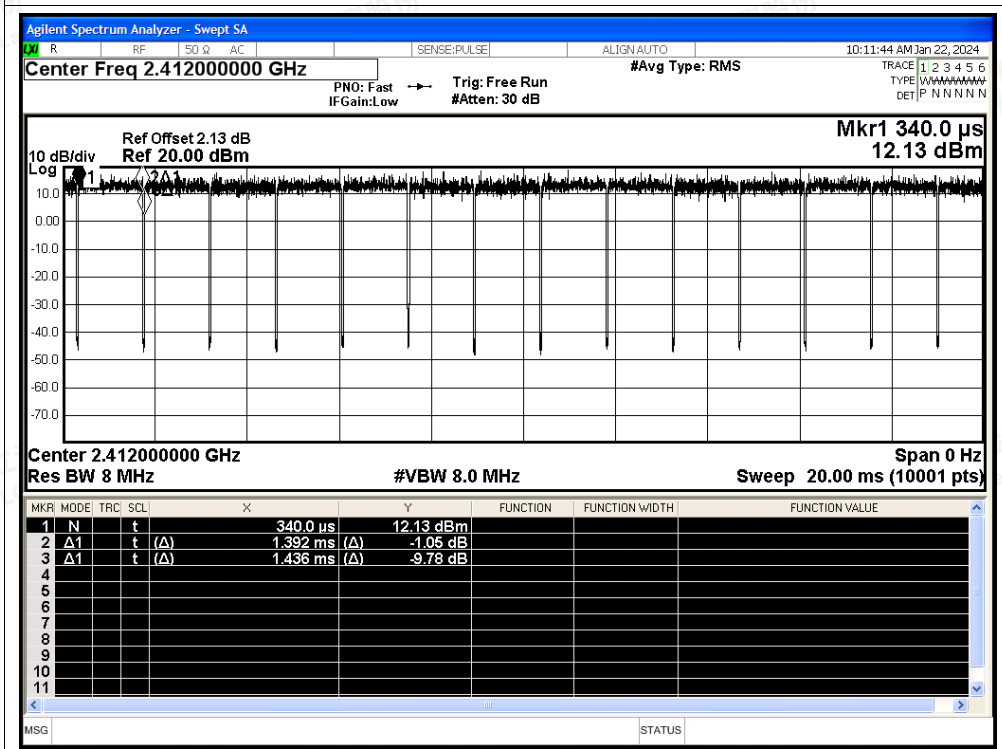 Agilent Spectrum Analyzer - Swept SA
LXI R RF 50 Ω AC SENSE:PULSE ALIGN AUTO 10:11:44 AM Jan 22, 2024
Center Freq 2.412000000 GHz #Avg Type: RMS TRACE 1 2 3 4 5 6
PNO: Fast Trig: Free Run TYPE WWWWWW
IFGain:Low #Atten: 30 dB DET P N N N N N
Mkr1 340.0 µs
12.13 dBm
Ref Offset 2.13 dB
10 dB/div Ref 20.00 dBm
Log
1
2Δ1
10.0
0.00
-10.0
-20.0
-30.0
-40.0
-50.0
-60.0
-70.0
Center 2.412000000 GHz Span 0 Hz
Res BW 8 MHz #VBW 8.0 MHz Sweep 20.00 ms (10001 pts)
MKR MODE TRC SCL X Y FUNCTION FUNCTION WIDTH FUNCTION VALUE
1 N t 340.0 µs 12.13 dBm
2 Δ1 t (Δ) 1.392 ms (Δ) -1.05 dB
3 Δ1 t (Δ) 1.436 ms (Δ) -9.78 dB
4
5
6
7
8
9
10
11
MSG STATUS